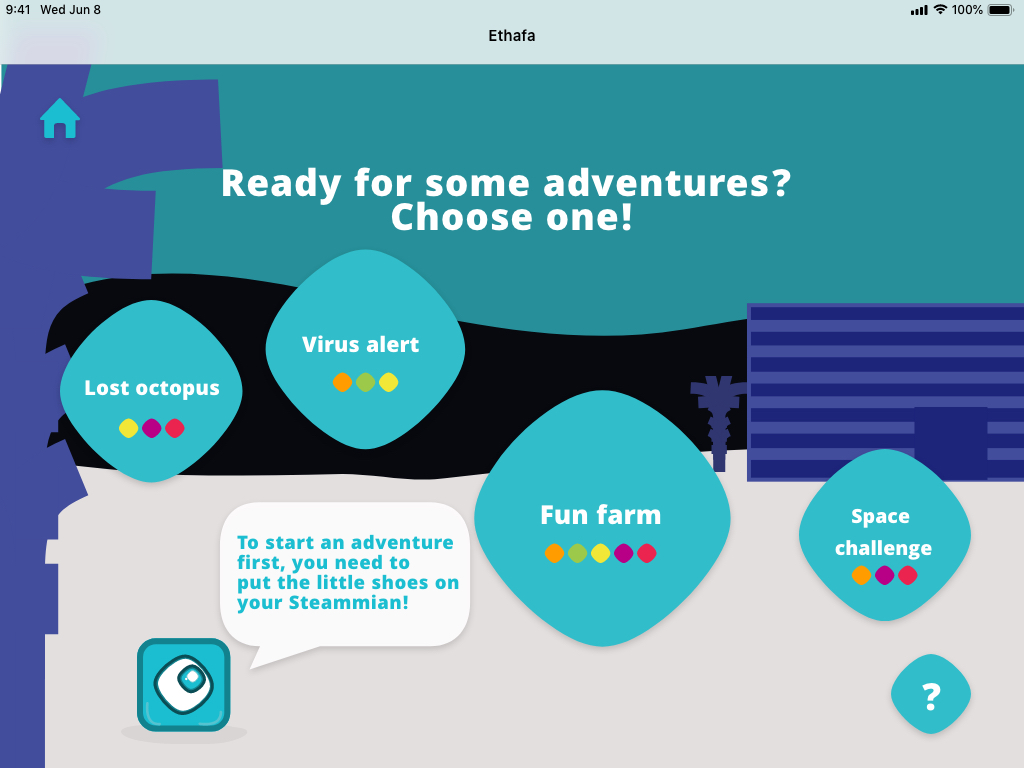 9:41 Wed Jun 8
100%
Ethafa
Ready for some adventures?
Choose one!
Virus alert
Lost octopus
Fun farm
Space
challenge
To start an adventure
first, you need to
put the little shoes on
your Steammian!
?